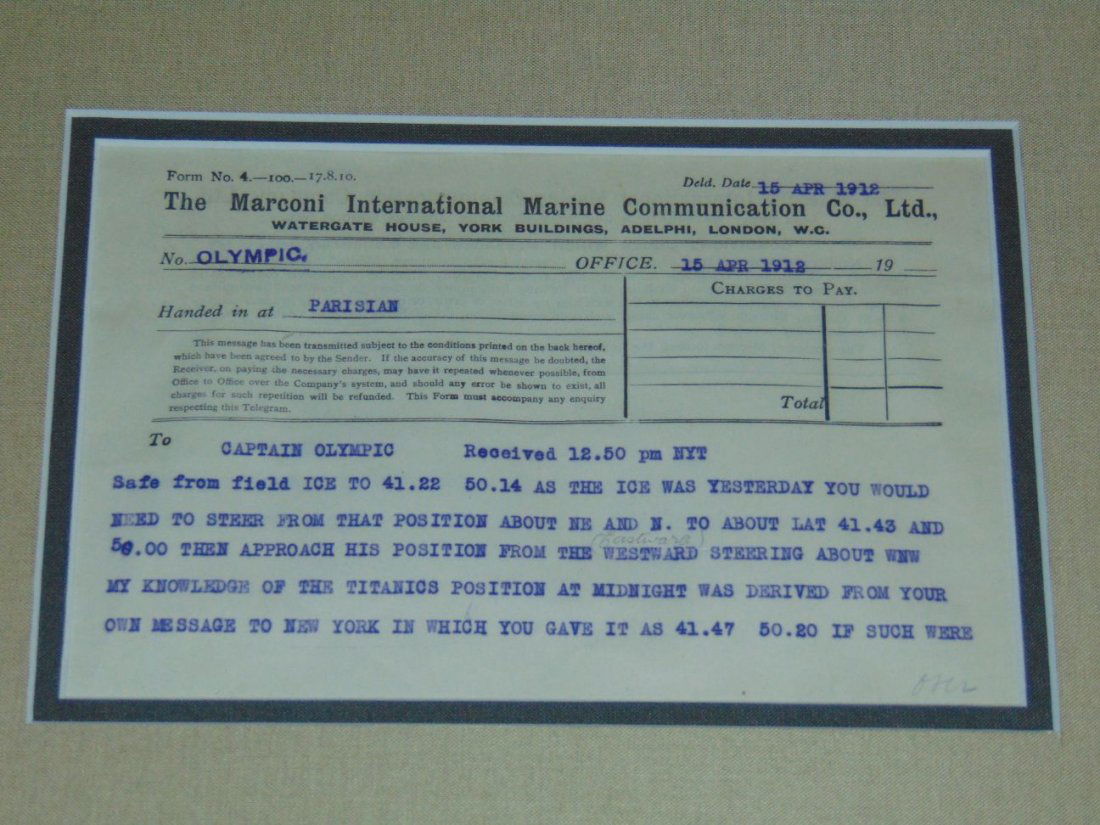 Form No. 4.—100.—17.8.10.
Deld. Date 15 APR 1912
The Marconi International Marine Communication Co., Ltd.,
WATERGATE HOUSE, YORK BUILDINGS, ADELPHI, LONDON, W.C.
No. OLYMPIC. OFFICE. 15 APR 1912 19
Handed in at PARISIAN
CHARGES TO PAY.
This message has been transmitted subject to the conditions printed on the back hereof,
which have been agreed to by the Sender. If the accuracy of this message be doubted, the
Receiver, on paying the necessary charges, may have it repeated whenever possible, from
Office to Office over the Company's system, and should any error be shown to exist, all
charges for such repetition will be refunded. This Form must accompany any enquiry
respecting this Telegram.
Total
To CAPTAIN OLYMPIC Received 12.50 pm NYT
Safe from field ICE TO 41.22 50.14 AS THE ICE WAS YESTERDAY YOU WOULD
NEED TO STEER FROM THAT POSITION ABOUT NE AND N. TO ABOUT LAT 41.43 AND
(Eastward)
50.00 THEN APPROACH HIS POSITION FROM THE WESTWARD STEERING ABOUT WNW
MY KNOWLEDGE OF THE TITANICS POSITION AT MIDNIGHT WAS DERIVED FROM YOUR
OWN MESSAGE TO NEW YORK IN WHICH YOU GAVE IT AS 41.47 50.20 IF SUCH WERE
over